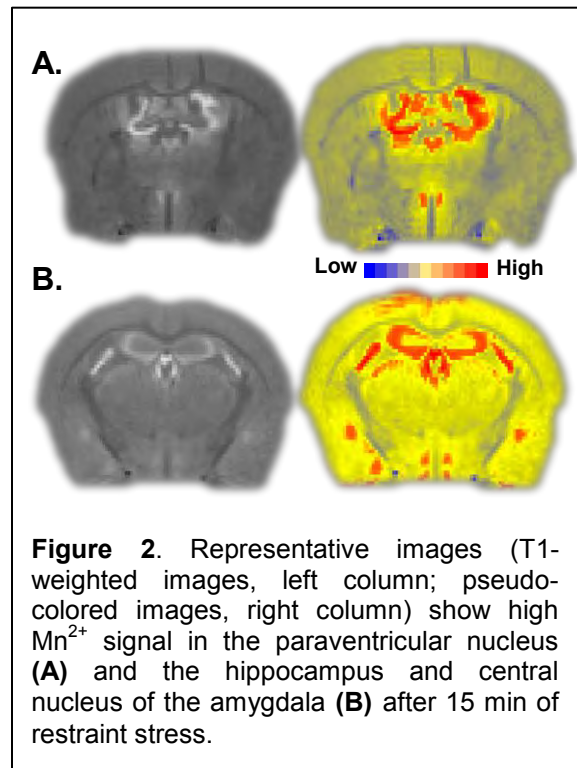 A.
Low High
B.
Figure 2. Representative images (T1-
weighted images, left column; pseudo-
colored images, right column) show high
Mn²⁺ signal in the paraventricular nucleus
(A) and the hippocampus and central
nucleus of the amygdala (B) after 15 min of
restraint stress.